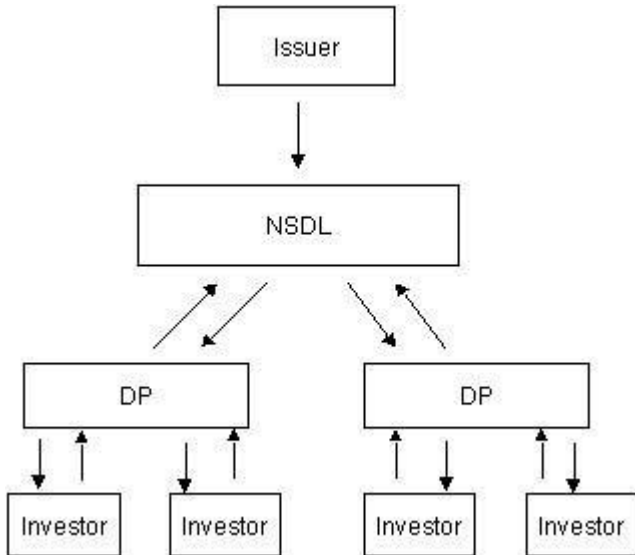 Issuer
NSDL
DP
DP
Investor
Investor
Investor
Investor